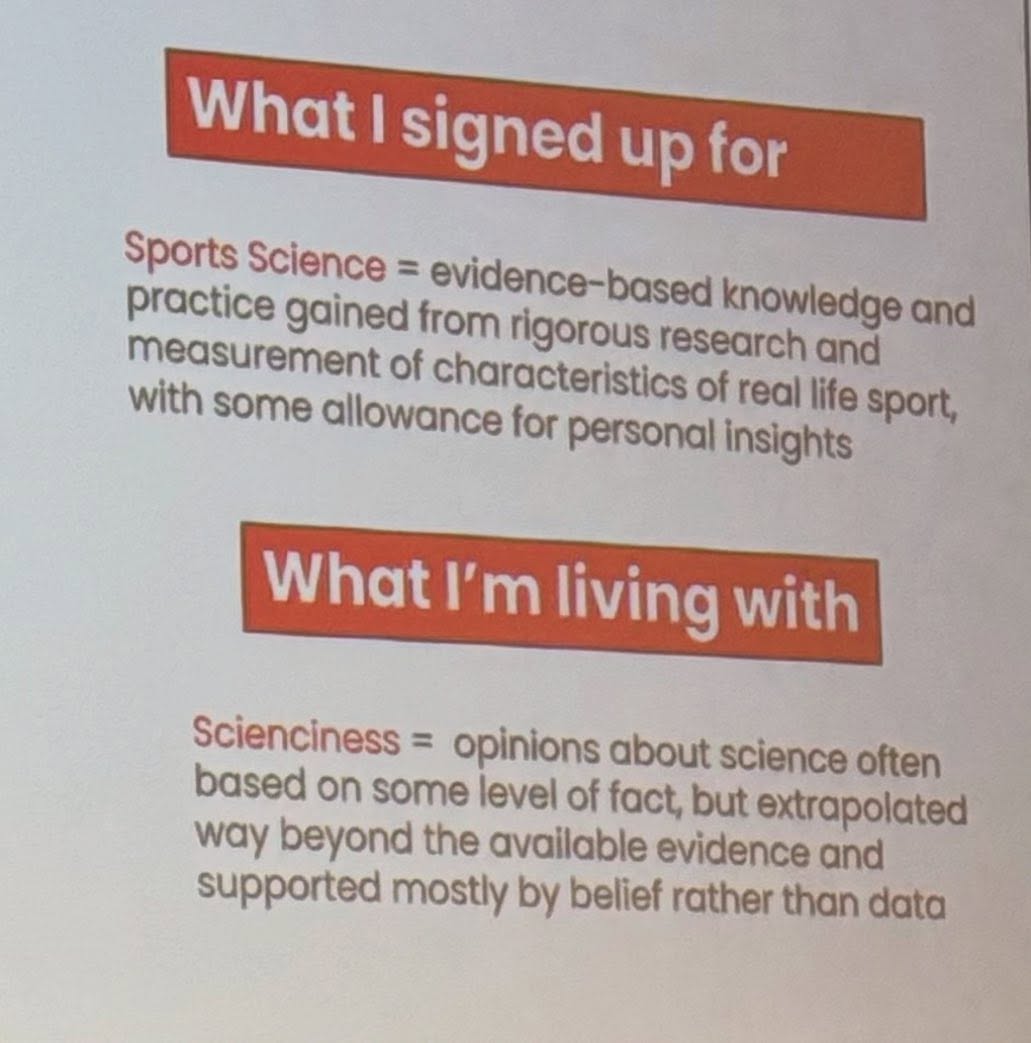 What I signed up for
Sports Science = evidence-based knowledge and
practice gained from rigorous research and
measurement of characteristics of real life sport,
with some allowance for personal insights
What I'm living with
Scienciness = opinions about science often
based on some level of fact, but extrapolated
way beyond the available evidence and
supported mostly by belief rather than data